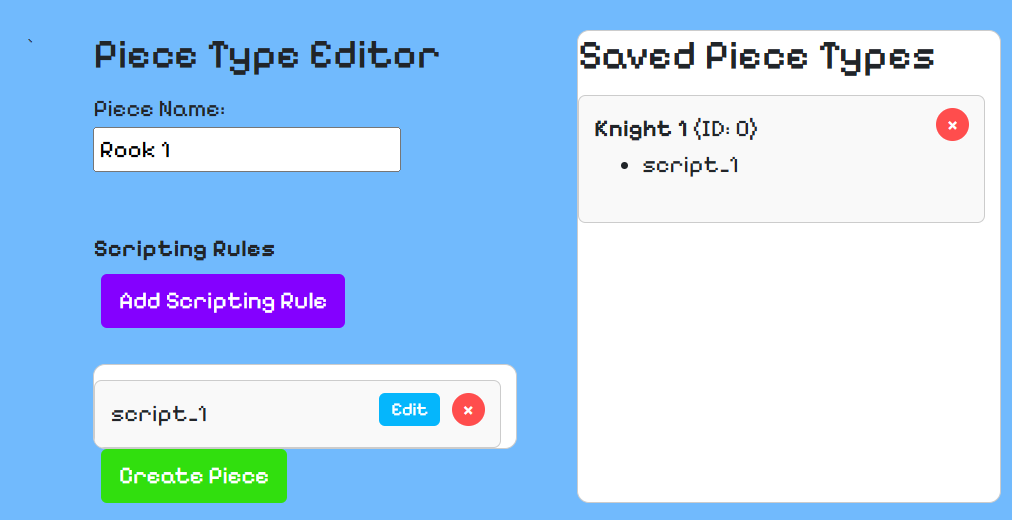 `
Piece Type Editor
Piece Name:
Rook 1
Scripting Rules
Add Scripting Rule
script_1
Edit
×
Create Piece
Saved Piece Types
Knight 1 (ID: 0)
×
• script_1